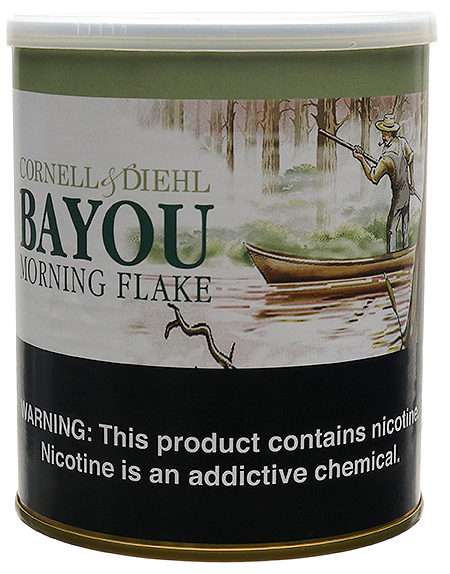 CORNELL & DIEHL
BAYOU
MORNING FLAKE
WARNING: This product contains nicotine.
Nicotine is an addictive chemical.